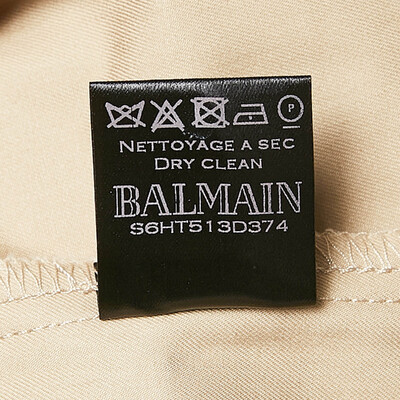 P
NETTOYAGE A SEC
DRY CLEAN
BALMAIN
S6HT513D374